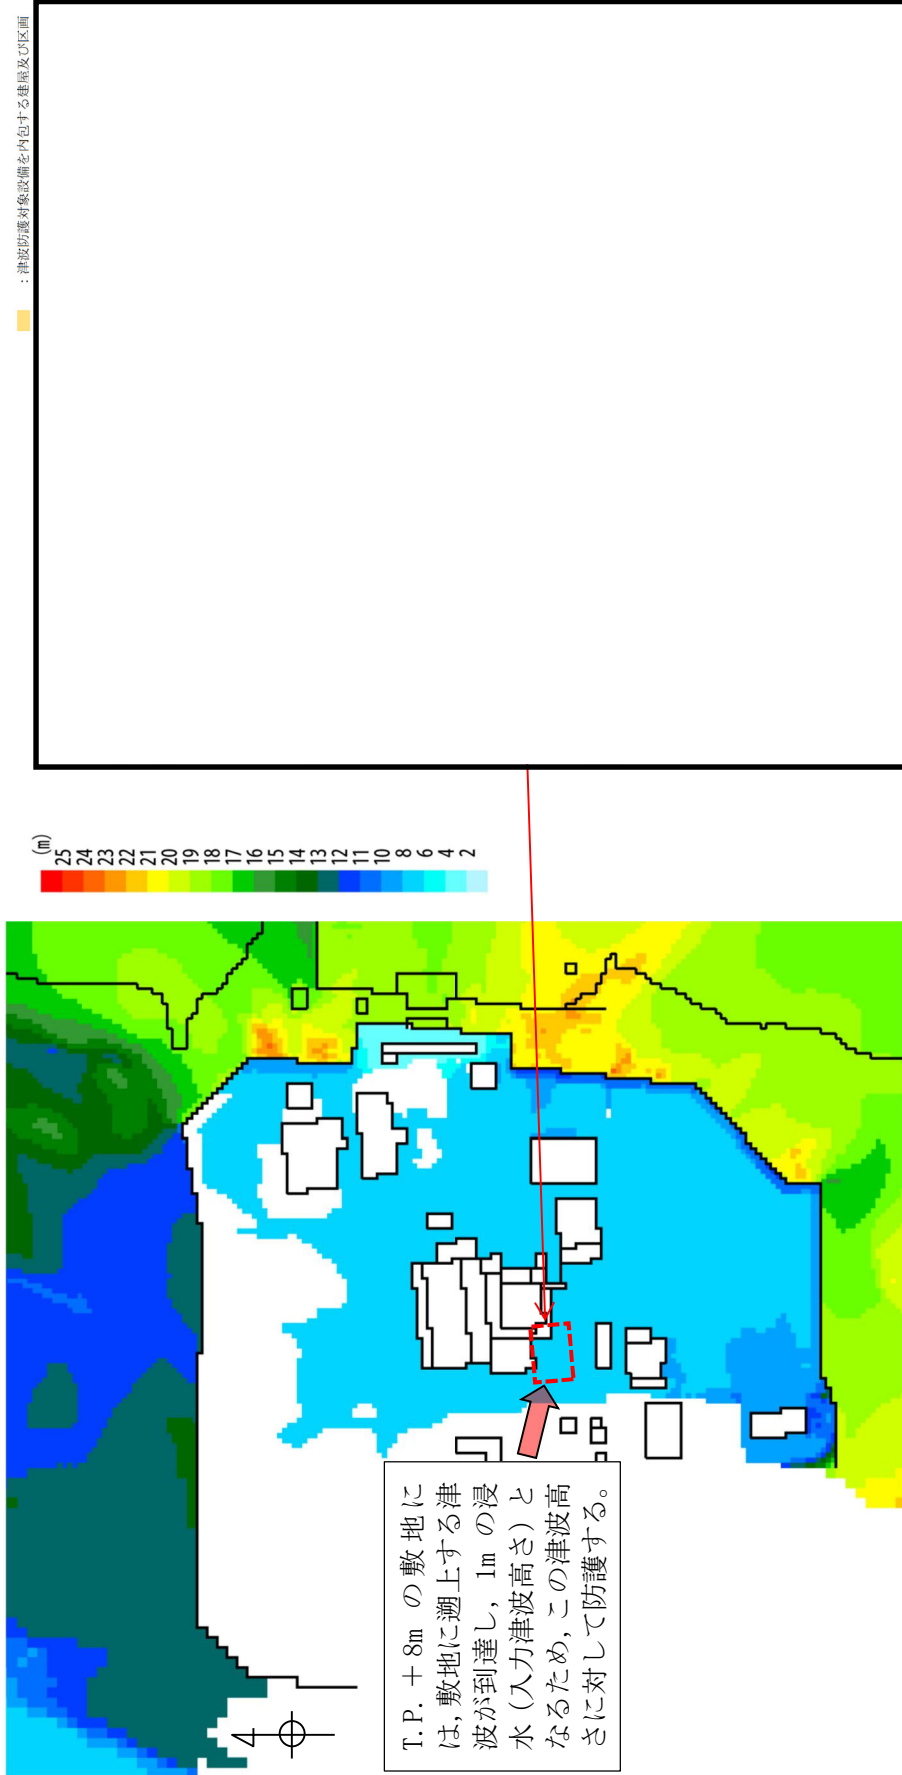 ：津波防護対象設備を内包する建屋及び区画
(m)
25
24
23
22
21
20
19
18
17
16
15
14
13
12
11
10
8
6
4
2
T.P. ＋8m の敷地に
は，敷地に遡上する津
波が到達し，1m の浸
水（入力津波高さ）と
なるため，この津波高
さに対して防護する。